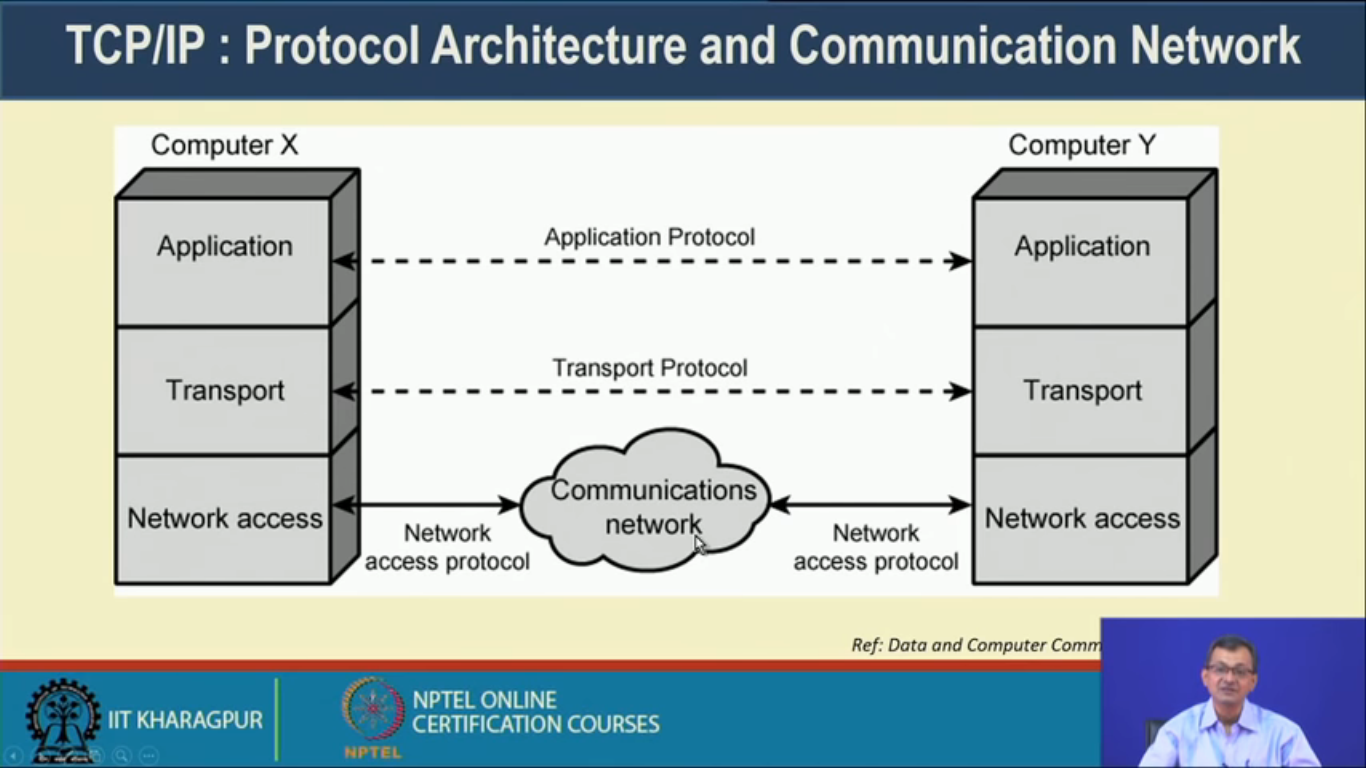 TCP/IP : Protocol Architecture and Communication Network
Computer X
Computer Y
Application
Application Protocol
Application
Transport
Transport Protocol
Transport
Network access
Communications
network
Network access
Network
access protocol
Network
access protocol
Ref: Data and Computer Comm
IIT KHARAGPUR
NPTEL
NPTEL ONLINE
CERTIFICATION COURSES